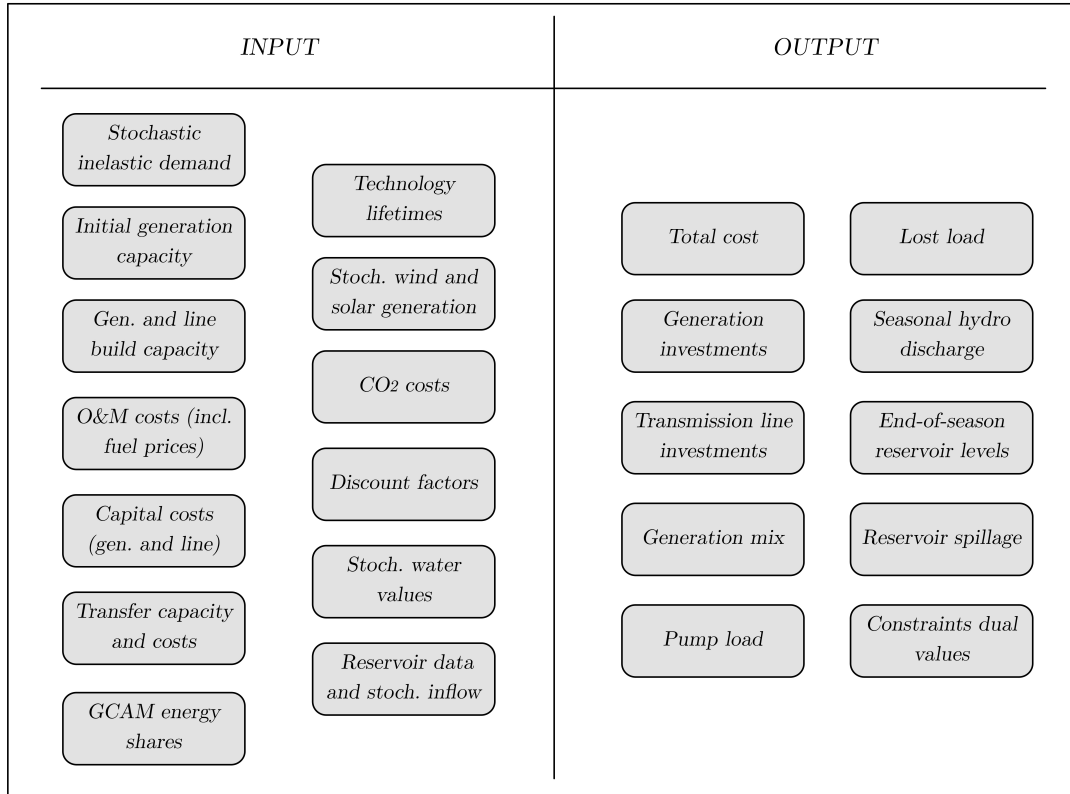 INPUT
Stochastic
inelastic demand
Initial generation
capacity
Gen. and line
build capacity
O&M costs (incl.
fuel prices)
Capital costs
(gen. and line)
Transfer capacity
and costs
GCAM energy
shares
Technology
lifetimes
Stoch. wind and
solar generation
CO2 costs
Discount factors
Stoch. water
values
Reservoir data
and stoch. inflow
OUTPUT
Total cost
Generation
investments
Transmission line
investments
Generation mix
Pump load
Lost load
Seasonal hydro
discharge
End-of-season
reservoir levels
Reservoir spillage
Constraints dual
values